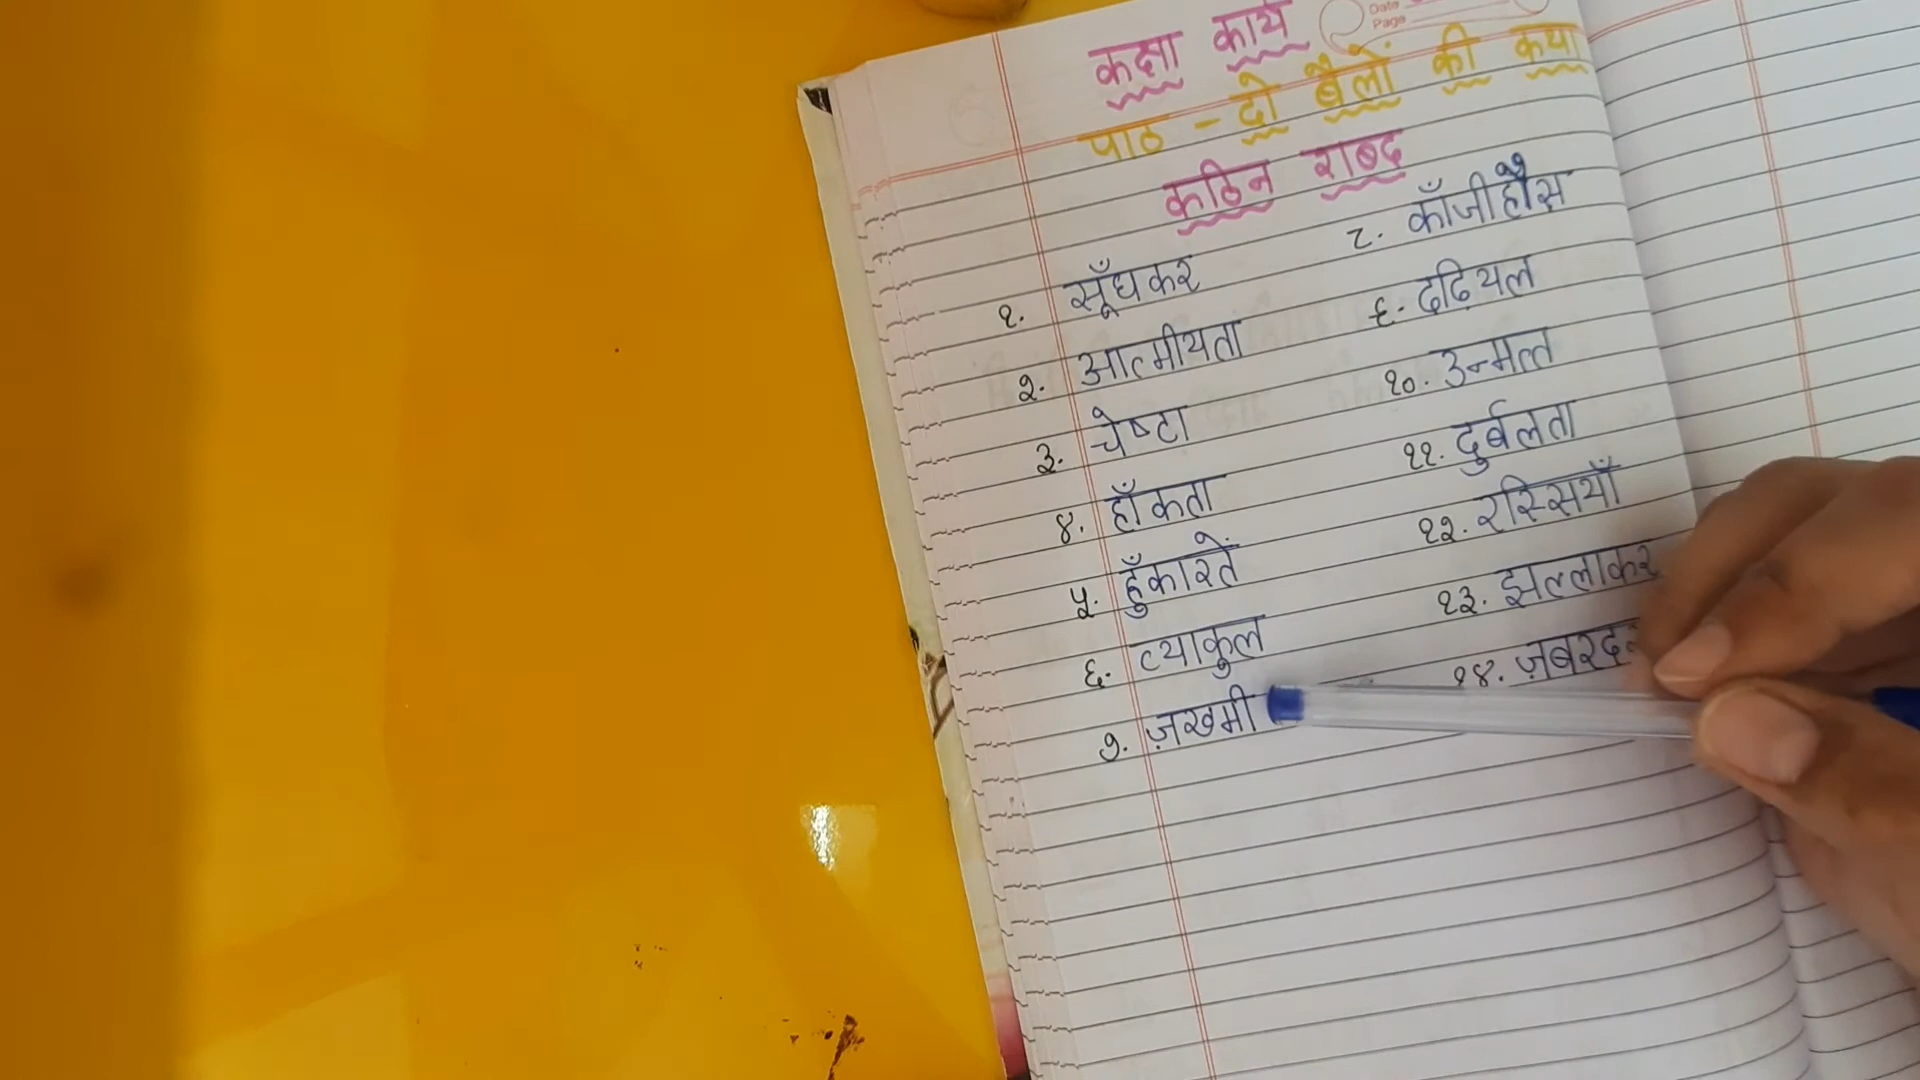 Date
Page
कक्षा कार्य
पाठ - दो बैलों की कथा
कठिन शब्द
१. सूँघकर
२. आत्मीयता
३. चेष्टा
४. हाँकता
५. हुँकारते
६. व्याकुल
७. ज़खमी
८. काँजीहौस
९. दढ़ियल
१०. उन्मत्त
११. दुर्बलता
१२. रस्सियाँ
१३. झल्लाकर
१४.